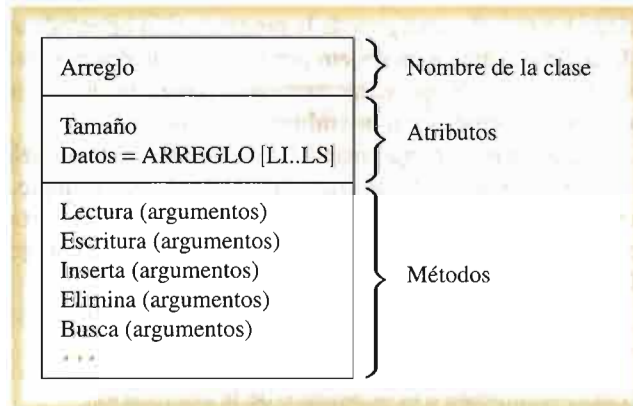 Arreglo
Nombre de la clase
Tamaño
Datos = ARREGLO [LI..LS]
Atributos
Lectura (argumentos)
Escritura (argumentos)
Inserta (argumentos)
Elimina (argumentos)
Busca (argumentos)
. . .
Métodos